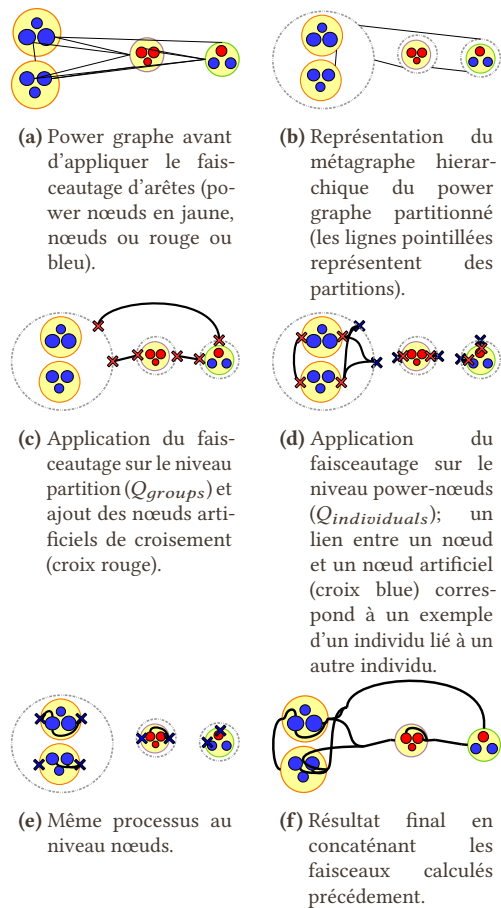 (a) Power graphe avant
d'appliquer le fais-
ceautage d'arêtes (po-
wer nœuds en jaune,
nœuds ou rouge ou
bleu).
(b) Représentation du
métagraphe hierar-
chique du power
graphe partitionné
(les lignes pointillées
représentent des
partitions).
(c) Application du fais-
ceautage sur le niveau
partition (Qgroups) et
ajout des nœuds arti-
ficiels de croisement
(croix rouge).
(d) Application du
faisceautage sur le
niveau power-nœuds
(Qindividuals); un
lien entre un nœud
et un nœud artificiel
(croix blue) corres-
pond à un exemple
d'un individu lié à un
autre individu.
(e) Même processus au
niveau nœuds.
(f) Résultat final en
concaténant les
faisceaux calculés
précédement.